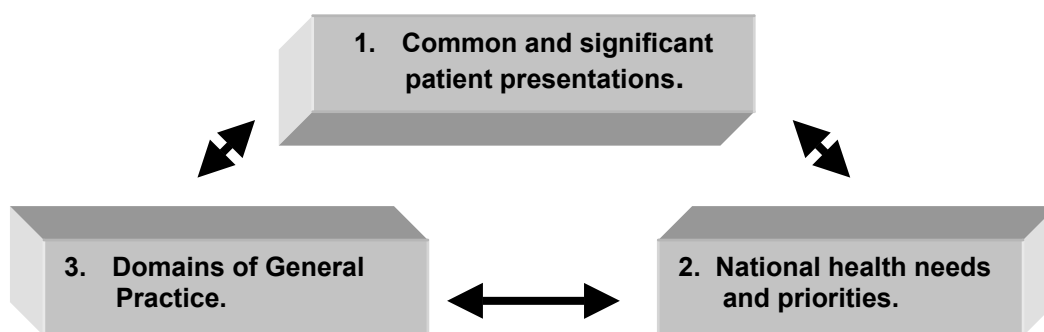 1. Common and significant
patient presentations.
3. Domains of General
Practice.
2. National health needs
and priorities.